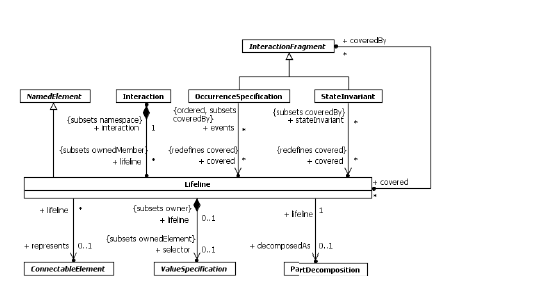 InteractionFragment
+ coveredBy
*
NamedElement
Interaction
OccurrenceSpecification
StateInvariant
{subsets namespace}
+ interaction 1
{ordered, subsets
coveredBy}
+ events *
{subsets coveredBy}
+ stateInvariant *
{subsets ownedMember}
+ lifeline *
{redefines covered}
+ covered *
{redefines covered}
+ covered *
Lifeline
+ covered
*
+ lifeline *
{subsets owner}
+ lifeline 0..1
+ lifeline 1
+ represents 0..1
{subsets ownedElement}
+ selector 0..1
+ decomposedAs 0..1
ConnectableElement
ValueSpecification
PartDecomposition